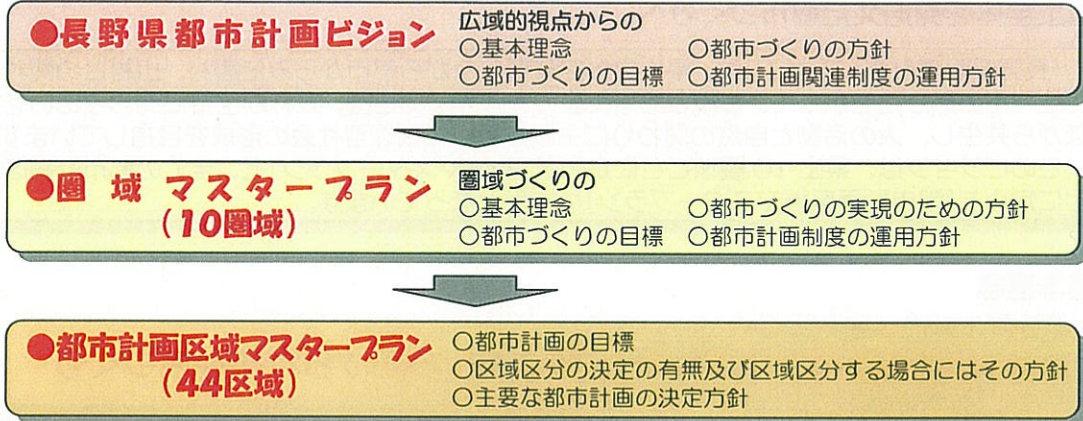 ●長野県都市計画ビジョン
広域的視点からの
○基本理念 ○都市づくりの方針
○都市づくりの目標 ○都市計画関連制度の運用方針
●圏域マスタープラン
(10圏域)
圏域づくりの
○基本理念 ○都市づくりの実現のための方針
○都市づくりの目標 ○都市計画制度の運用方針
●都市計画区域マスタープラン
(44区域)
○都市計画の目標
○区域区分の決定の有無及び区域区分する場合にはその方針
○主要な都市計画の決定方針